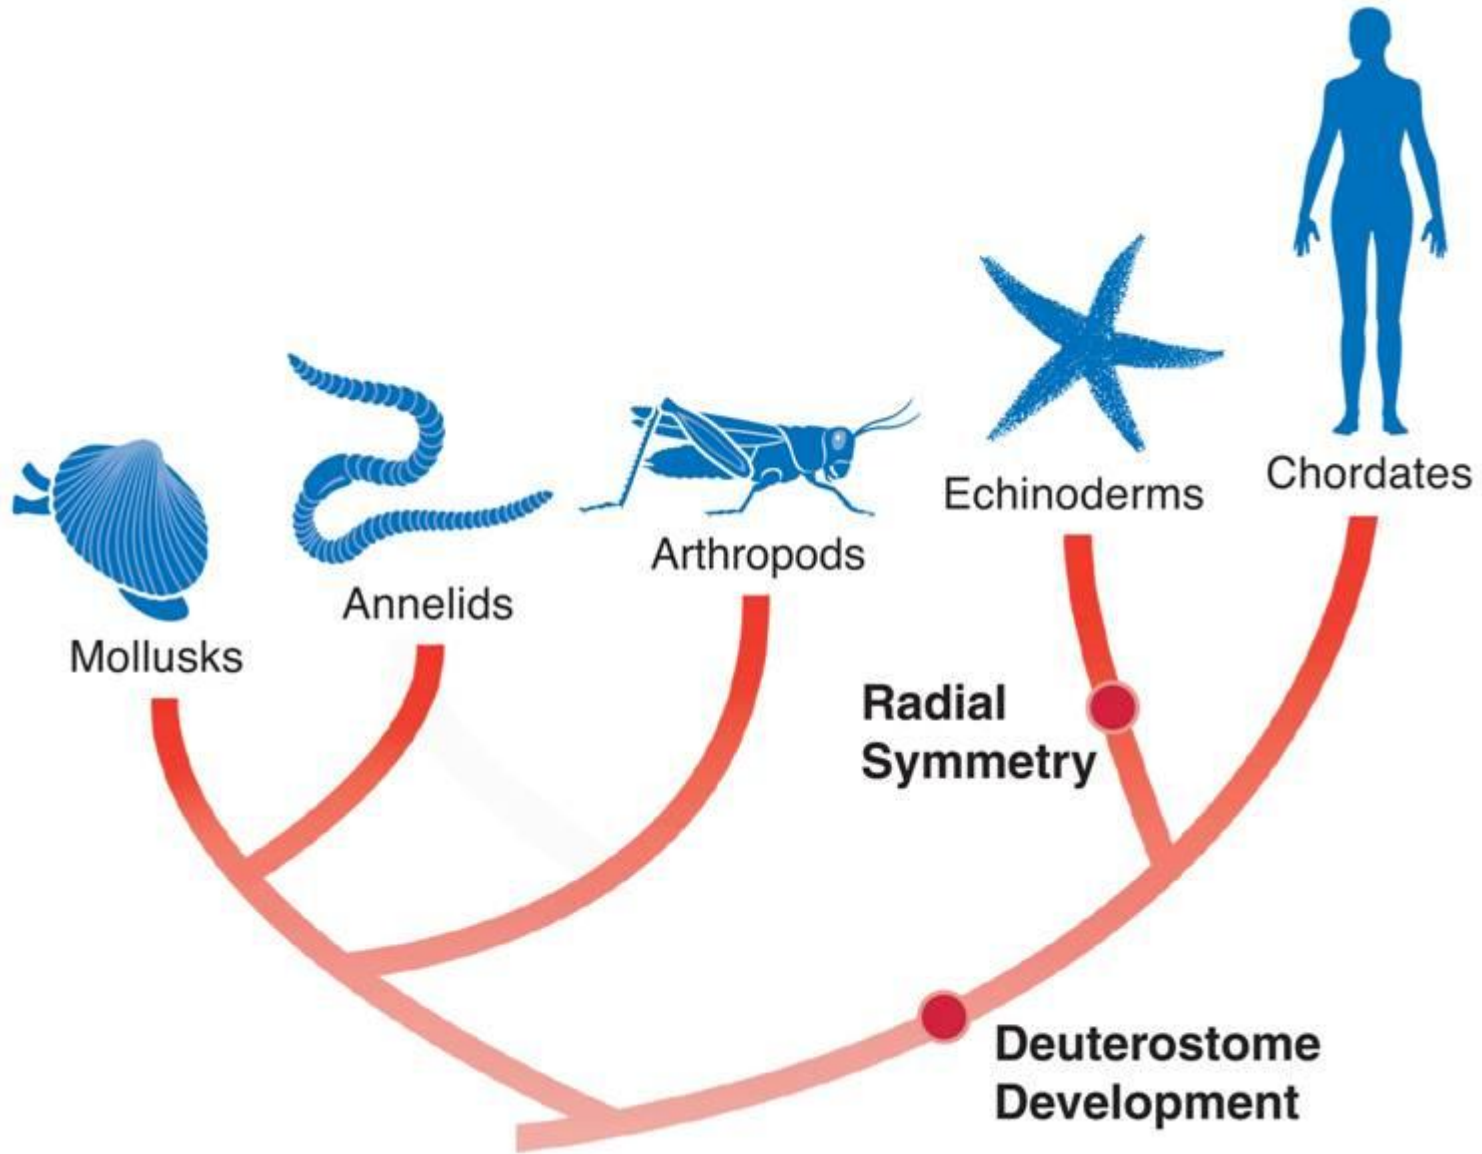 Mollusks
Annelids
Arthropods
Echinoderms
Chordates
Radial
Symmetry
Deuterostome
Development